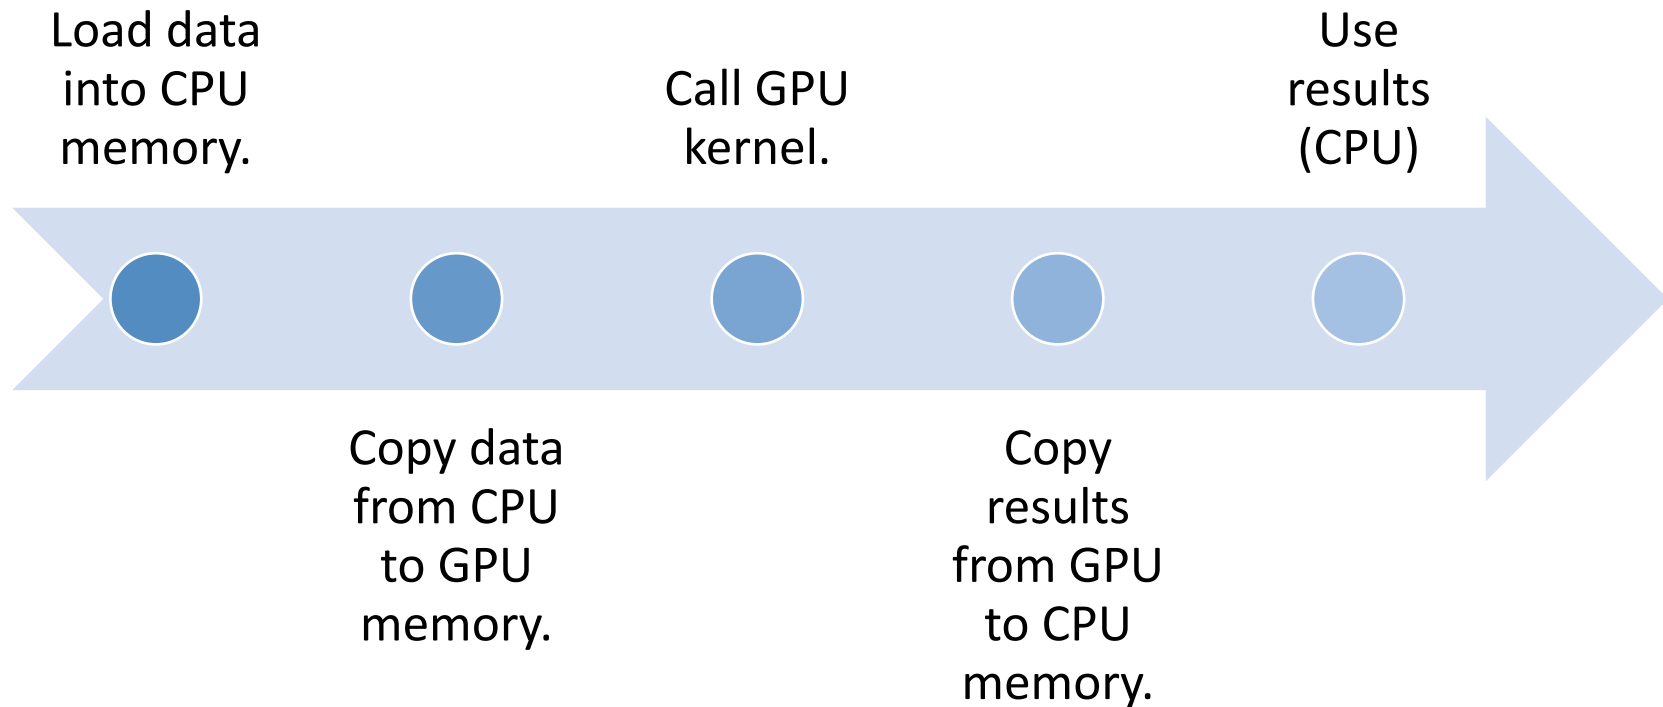 Load data
into CPU
memory.
Copy data
from CPU
to GPU
memory.
Call GPU
kernel.
Copy
results
from GPU
to CPU
memory.
Use
results
(CPU)